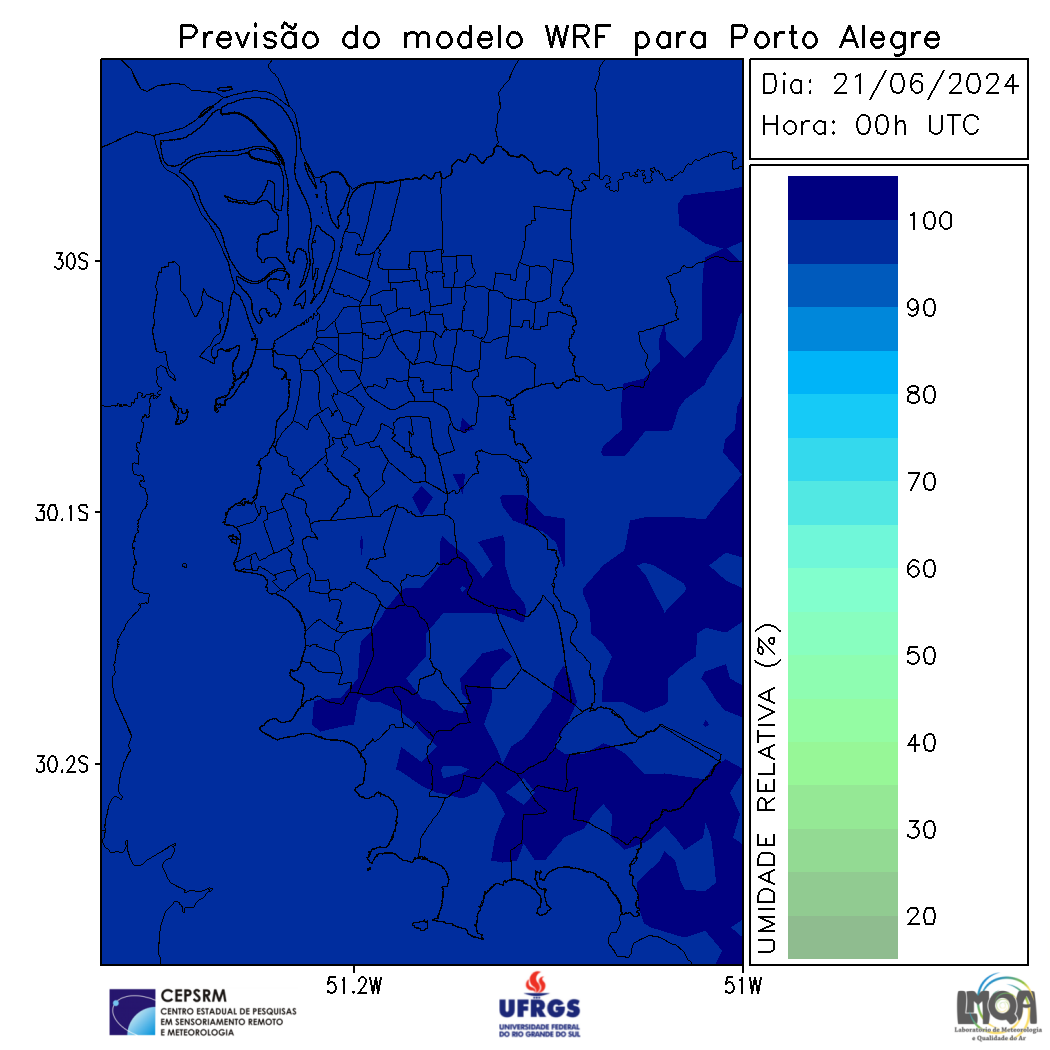 Previsão do modelo WRF para Porto Alegre
Dia: 21/06/2024
Hora: 00h UTC
100
90
80
70
60
50
40
30
20
UMIDADE RELATIVA (%)
30S
30.1S
30.2S
51.2W
51W
CEPSRM
CENTRO ESTADUAL DE PESQUISAS
EM SENSORIAMENTO REMOTO
E METEOROLOGIA
UFRGS
UNIVERSIDADE FEDERAL
DO RIO GRANDE DO SUL
LMQA
Laboratório de Meteorologia
e Qualidade do Ar